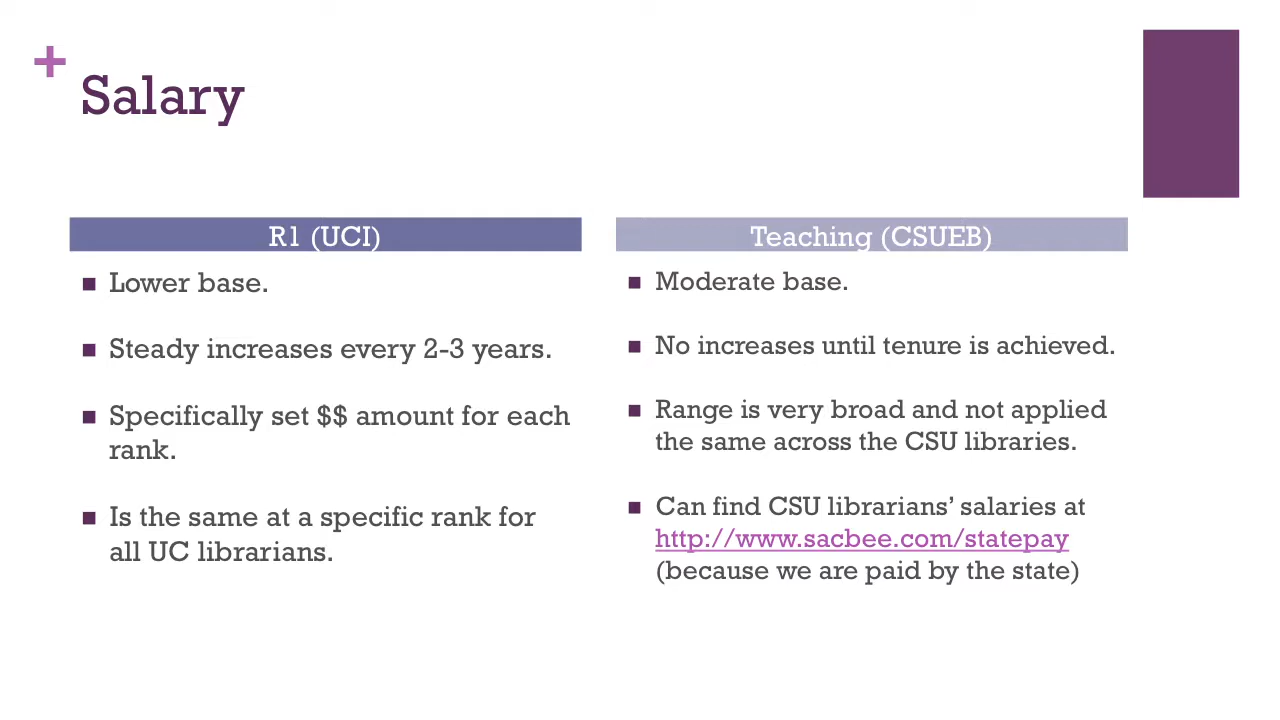 +
Salary
R1 (UCI)
■ Lower base.
■ Steady increases every 2-3 years.
■ Specifically set $$ amount for each
rank.
■ Is the same at a specific rank for
all UC librarians.
Teaching (CSUEB)
■ Moderate base.
■ No increases until tenure is achieved.
■ Range is very broad and not applied
the same across the CSU libraries.
■ Can find CSU librarians’ salaries at
http://www.sacbee.com/statepay
(because we are paid by the state)